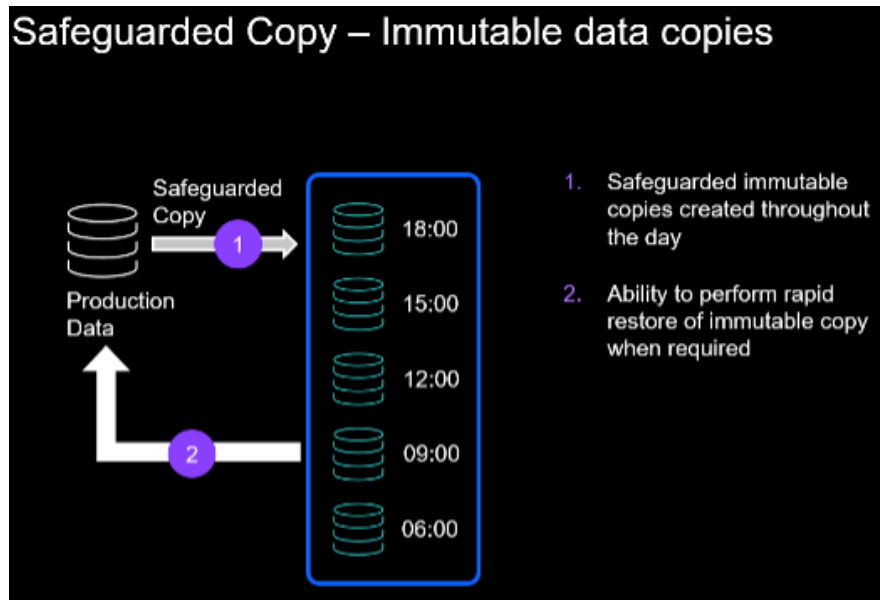 Safeguarded Copy – Immutable data copies
Safeguarded
Copy
1
Production
Data
2
18:00
15:00
12:00
09:00
06:00
1. Safeguarded immutable
copies created throughout
the day
2. Ability to perform rapid
restore of immutable copy
when required